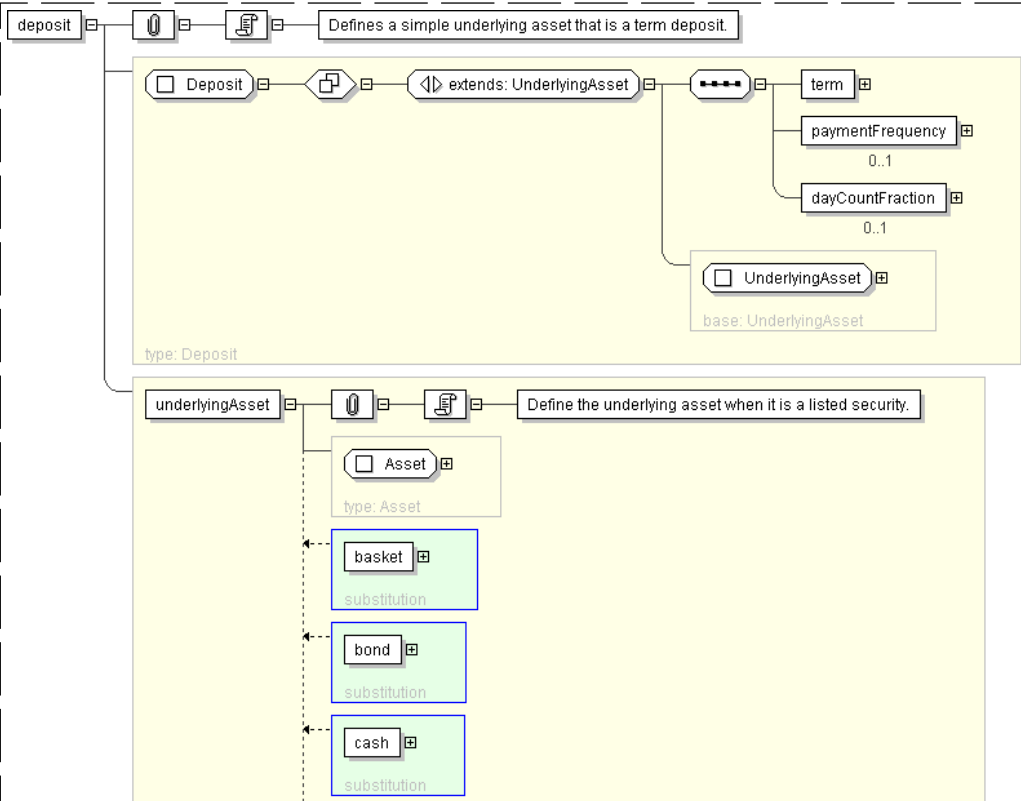 deposit
Defines a simple underlying asset that is a term deposit.
Deposit
extends: UnderlyingAsset
term
paymentFrequency
0..1
dayCountFraction
0..1
UnderlyingAsset
base: UnderlyingAsset
type: Deposit
underlyingAsset
Define the underlying asset when it is a listed security.
Asset
type: Asset
basket
substitution
bond
substitution
cash
substitution